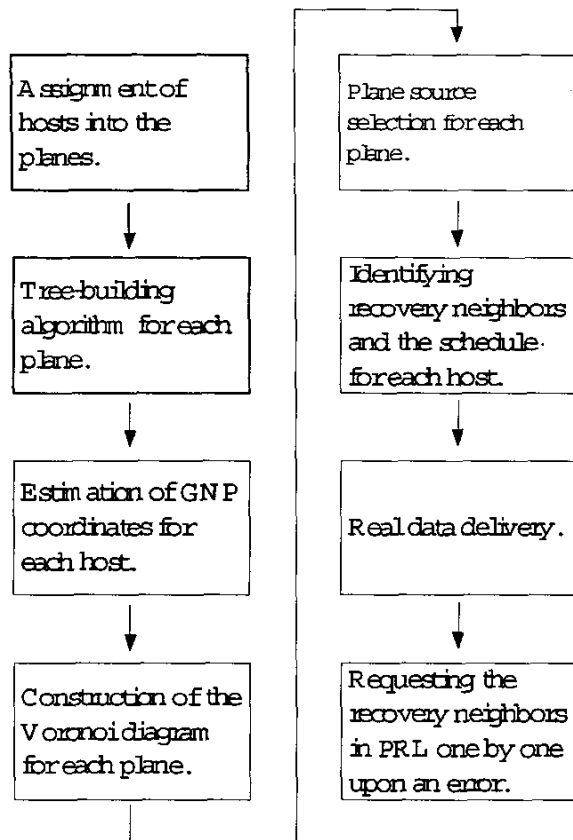 Assignment of
hosts into the
planes.
Tree-building
algorithm for each
plane.
Estimation of GNP
coordinates for
each host.
Construction of the
Voronoi diagram
for each plane.
Plane source
selection for each
plane.
Identifying
recovery neighbors
and the schedule
for each host.
Real data delivery.
Requesting the
recovery neighbors
in PRL one by one
upon an error.